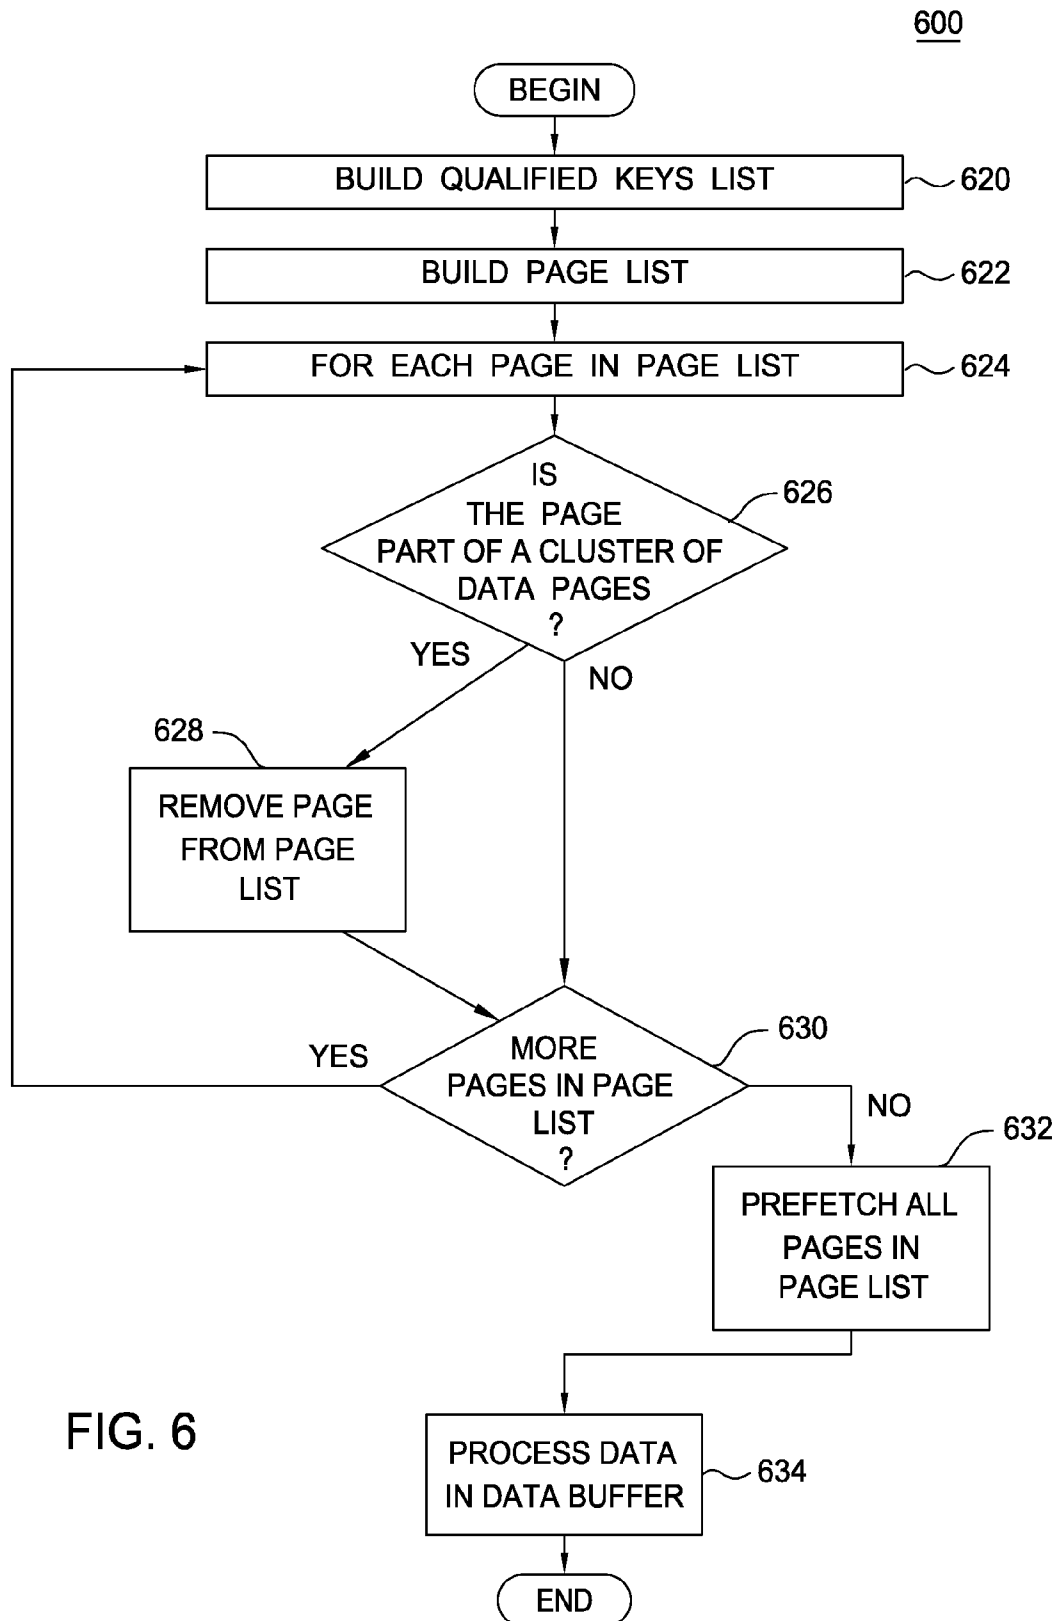 600
BEGIN
BUILD QUALIFIED KEYS LIST
620
BUILD PAGE LIST
622
FOR EACH PAGE IN PAGE LIST
624
IS
THE PAGE
PART OF A CLUSTER OF
DATA PAGES
?
626
YES
NO
628
REMOVE PAGE
FROM PAGE
LIST
MORE
PAGES IN PAGE
LIST
?
630
YES
NO
632
PREFETCH ALL
PAGES IN
PAGE LIST
FIG. 6
PROCESS DATA
IN DATA BUFFER
634
END